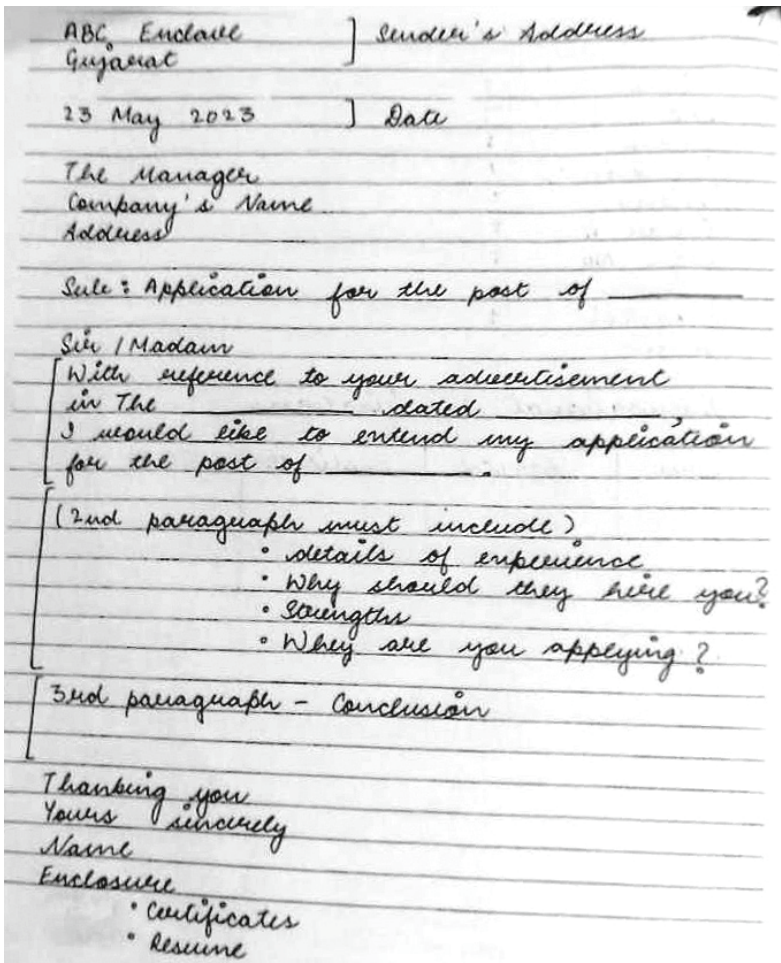 ABC Enclave ] Sender's Address
Gujarat
23 May 2023 ] Date
The Manager
Company's Name
Address
Sub: Application for the post of ________
Sir / Madam
With reference to your advertisement
in The ________ dated ________,
I would like to extend my application
for the post of ________.
(2nd paragraph must include)
• details of experience
• Why should they hire you?
• Strengths
• Why are you applying?
3rd paragraph - Conclusion
Thanking you
Yours sincerely
Name
Enclosure
• Certificates
• Resume